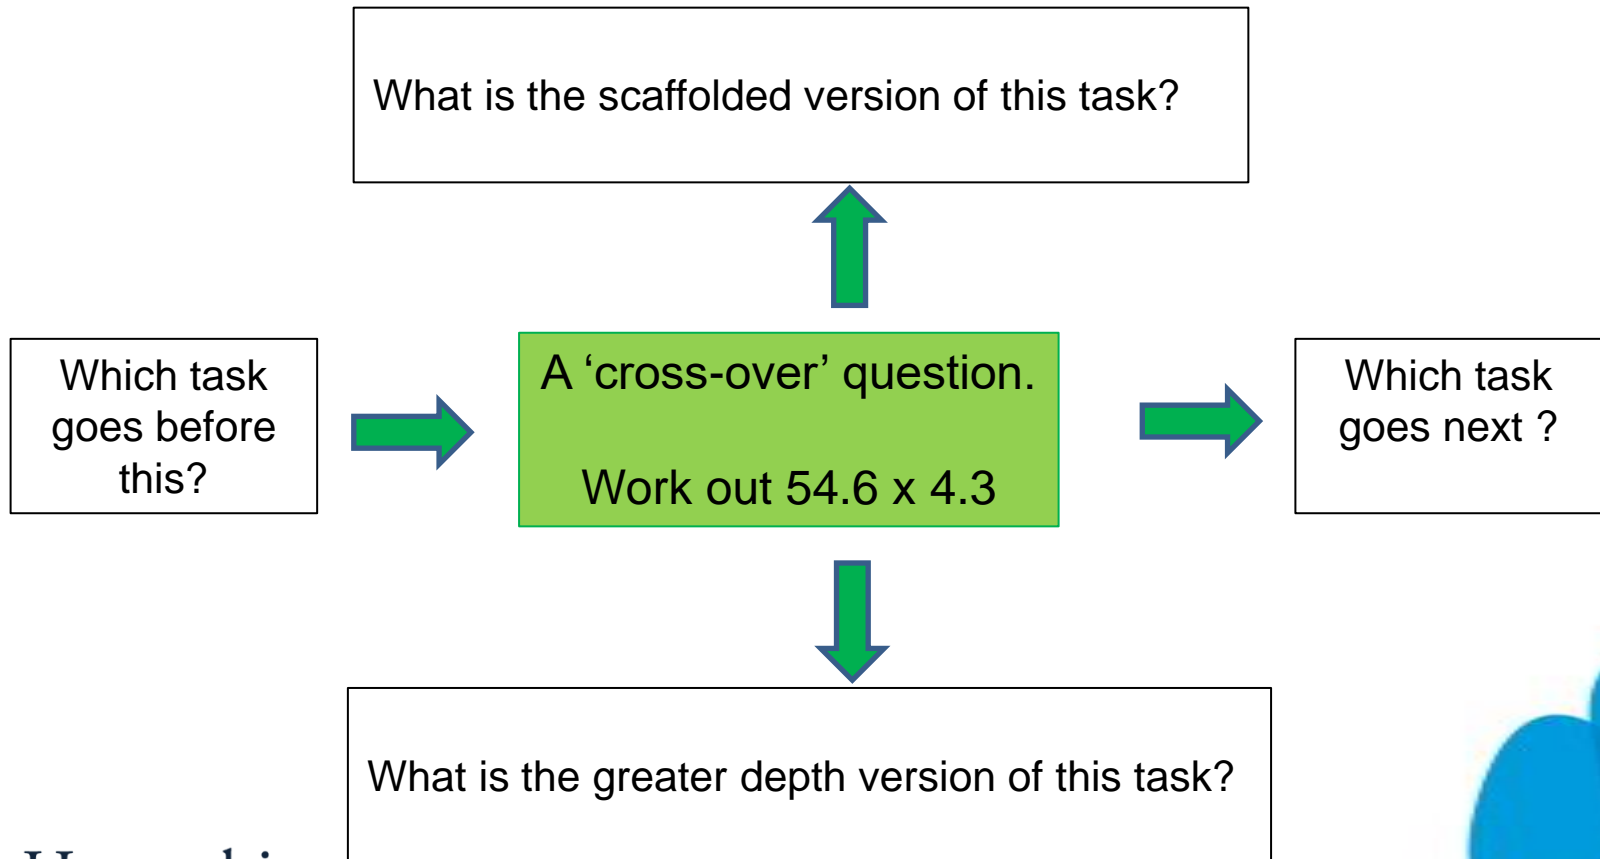 What is the scaffolded version of this task?
Which task
goes before
this?
A ‘cross-over’ question.
Work out 54.6 x 4.3
Which task
goes next ?
What is the greater depth version of this task?